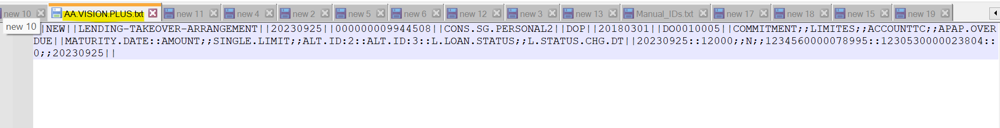 new 10 AA.VISION.PLUS.txt new 11 new 4 new 2 new 5 new 6 new 12 new 3 new 13 Manual_IDs.txt new 17 new 18 new 15 new 19
new 10
||NEW||LENDING-TAKEOVER-ARRANGEMENT||20230925||000000009944508||CONS.SG.PERSONAL2||DOP||20180301||DO0010005||COMMITMENT;;LIMITES;;ACCOUNTTC;;APAP.OVER
DUE||MATURITY.DATE::AMOUNT;;SINGLE.LIMIT;;ALT.ID:2::ALT.ID:3::L.LOAN.STATUS;;L.STATUS.CHG.DT||20230925::12000;;N;;1234560000078995::1230530000023804::
0;;20230925||